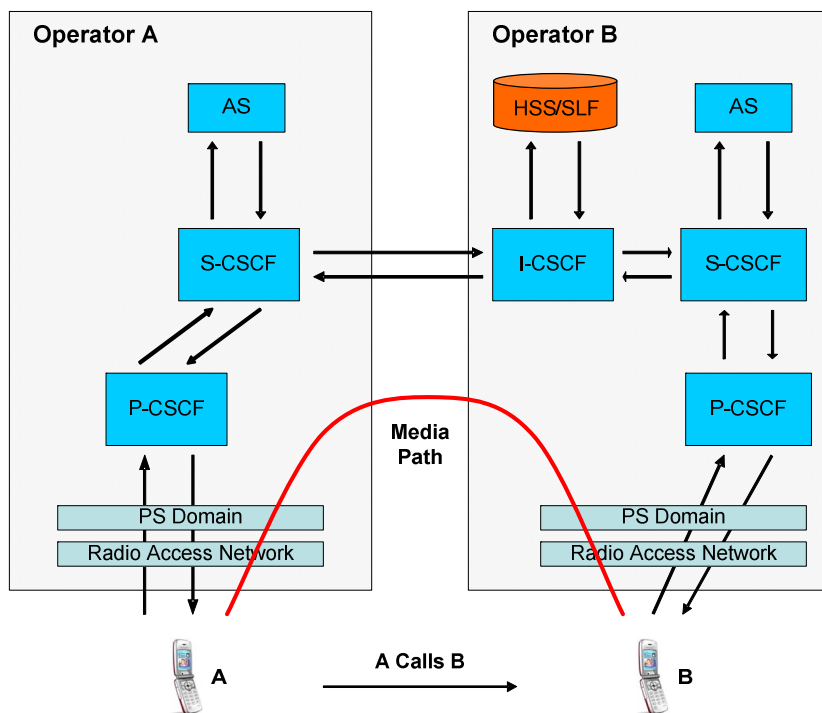 Operator A
Operator B
AS
HSS/SLF
AS
S-CSCF
I-CSCF
S-CSCF
P-CSCF
P-CSCF
Media
Path
PS Domain
PS Domain
Radio Access Network
Radio Access Network
A
A Calls B
B